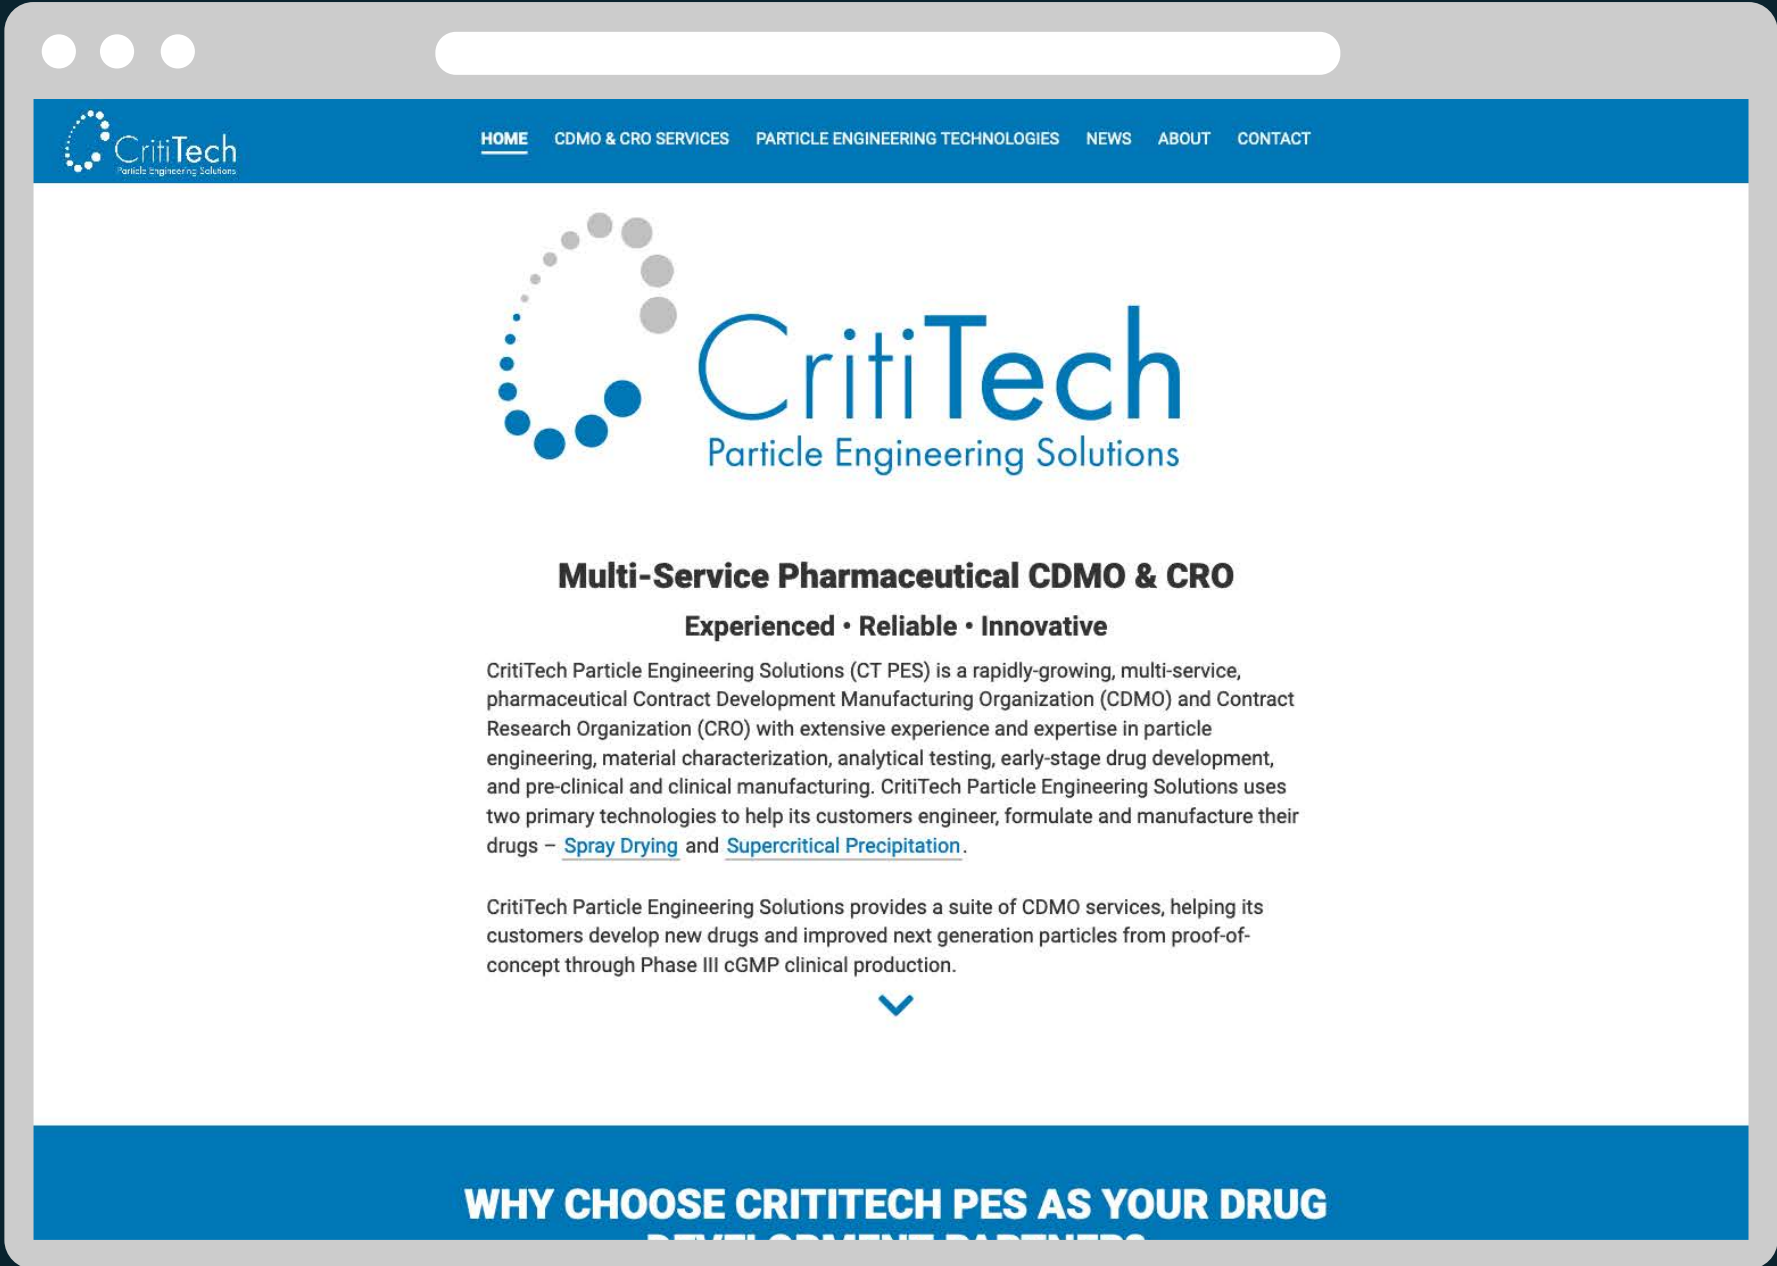 CritiTech
Particle Engineering Solutions
HOME CDMO & CRO SERVICES PARTICLE ENGINEERING TECHNOLOGIES NEWS ABOUT CONTACT
CritiTech
Particle Engineering Solutions
Multi-Service Pharmaceutical CDMO & CRO
Experienced • Reliable • Innovative
CritiTech Particle Engineering Solutions (CT PES) is a rapidly-growing, multi-service,
pharmaceutical Contract Development Manufacturing Organization (CDMO) and Contract
Research Organization (CRO) with extensive experience and expertise in particle
engineering, material characterization, analytical testing, early-stage drug development,
and pre-clinical and clinical manufacturing. CritiTech Particle Engineering Solutions uses
two primary technologies to help its customers engineer, formulate and manufacture their
drugs – Spray Drying and Supercritical Precipitation.
CritiTech Particle Engineering Solutions provides a suite of CDMO services, helping its
customers develop new drugs and improved next generation particles from proof-of-
concept through Phase III cGMP clinical production.
WHY CHOOSE CRITITECH PES AS YOUR DRUG
DEVELOPMENT PARTNER?